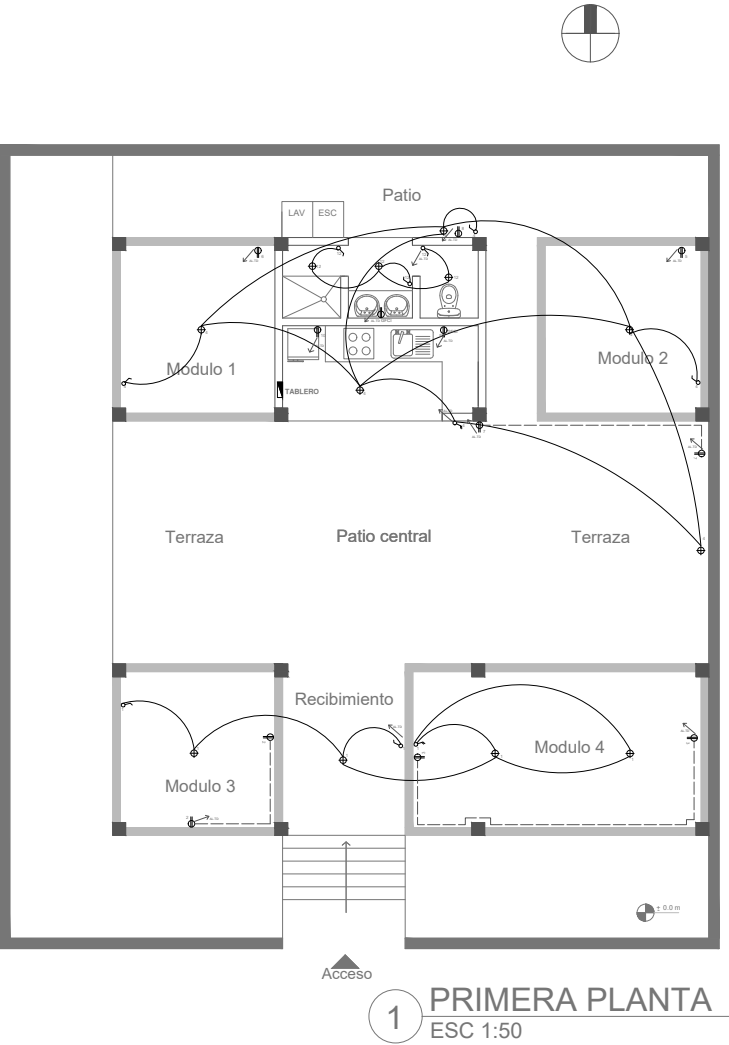 Patio
LAV ESC
Modulo 1
Modulo 2
TABLERO
Terraza
Patio central
Terraza
Recibimiento
Modulo 4
Modulo 3
± 0.0 m
Acceso
1
PRIMERA PLANTA
ESC 1:50